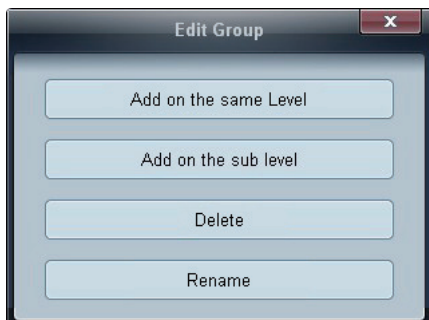 Edit Group
x
Add on the same Level
Add on the sub level
Delete
Rename